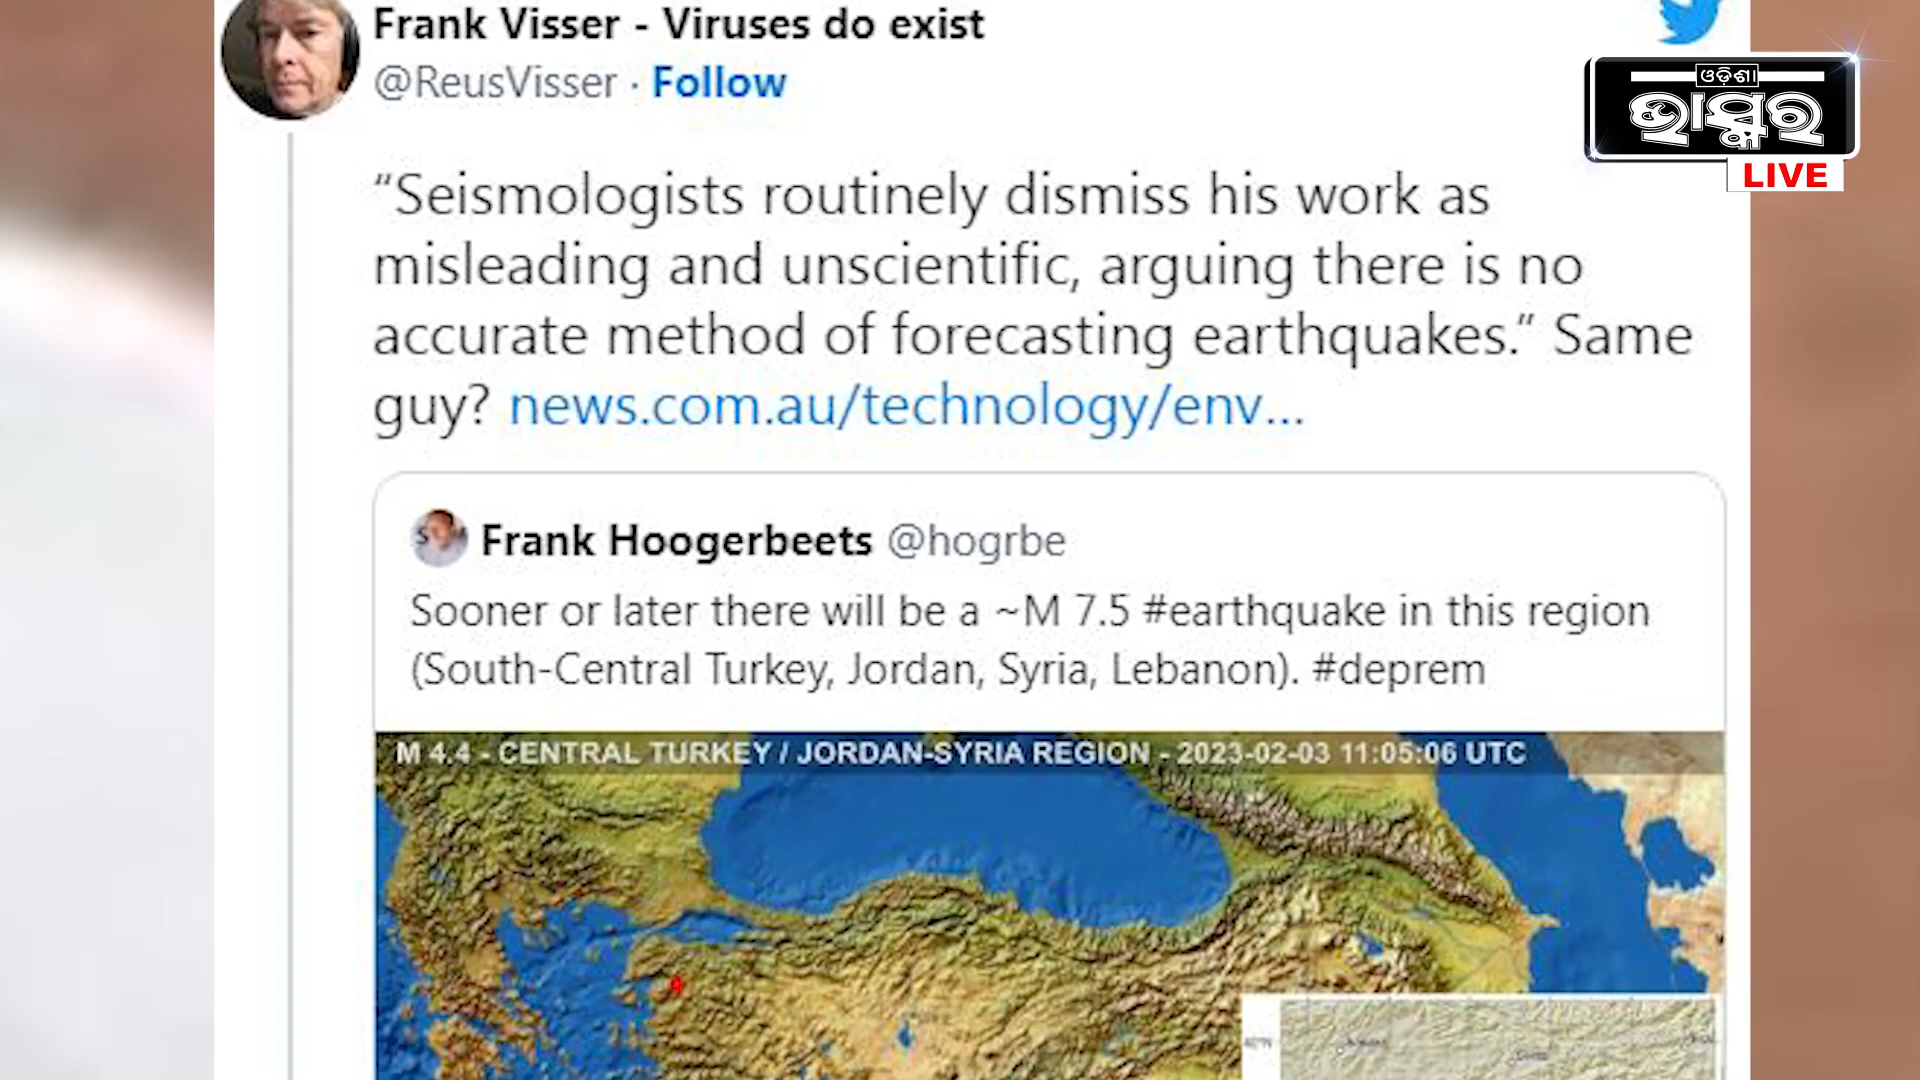 Frank Visser - Viruses do exist
@ReusVisser · Follow
ଓଡ଼ିଶା
ଭାସ୍କର
LIVE
“Seismologists routinely dismiss his work as
misleading and unscientific, arguing there is no
accurate method of forecasting earthquakes.” Same
guy? news.com.au/technology/env...
Frank Hoogerbeets @hogrbe
Sooner or later there will be a ~M 7.5 #earthquake in this region
(South-Central Turkey, Jordan, Syria, Lebanon). #deprem
M 4.4 - CENTRAL TURKEY / JORDAN-SYRIA REGION - 2023-02-03 11:05:06 UTC